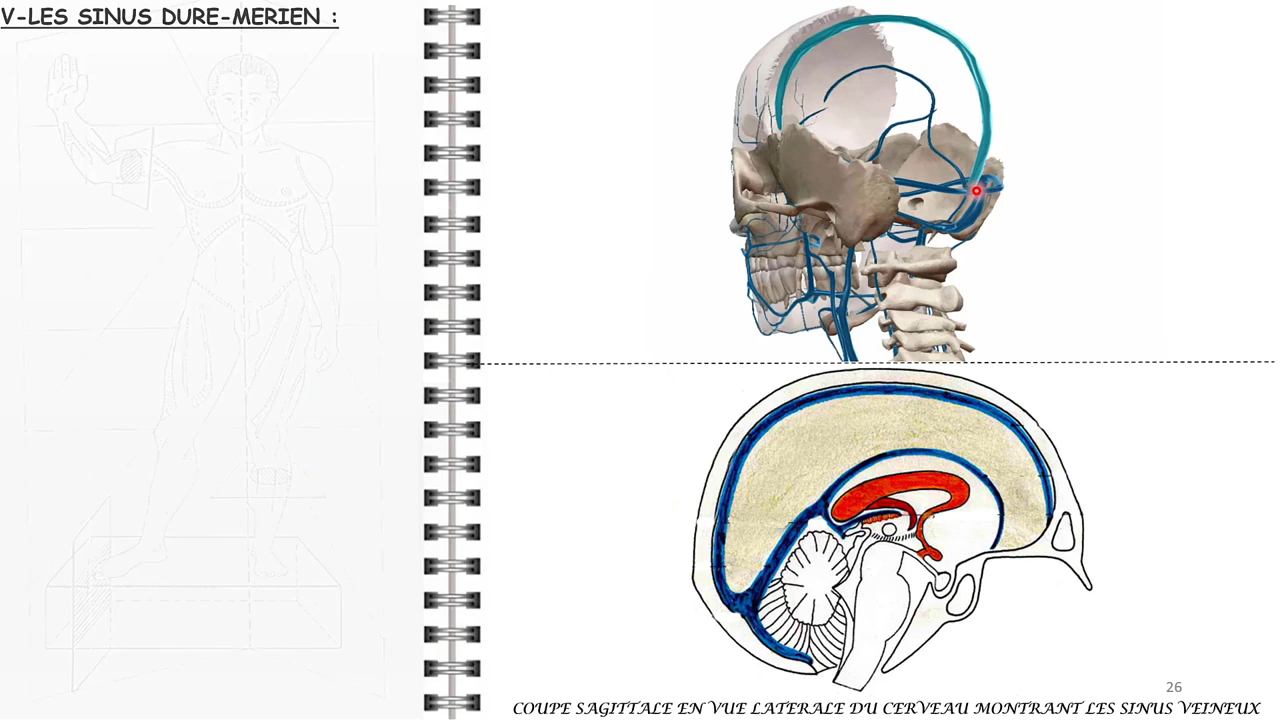 V-LES SINUS DURE-MERIEN :
26
COUPE SAGITTALE EN VUE LATERALE DU CERVEAU MONTRANT LES SINUS VEINEUX